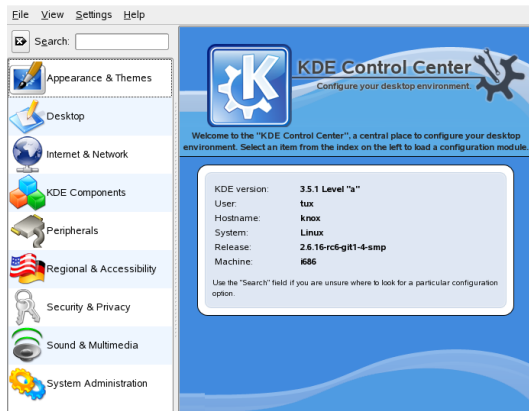 File View Settings Help
Search:
Appearance & Themes
Desktop
Internet & Network
KDE Components
Peripherals
Regional & Accessibility
Security & Privacy
Sound & Multimedia
System Administration
K
KDE Control Center
Configure your desktop environment.
Welcome to the "KDE Control Center", a central place to configure your desktop
environment. Select an item from the index on the left to load a configuration module.
KDE version: 3.5.1 Level "a"
User: tux
Hostname: knox
System: Linux
Release: 2.6.16-rc6-git1-4-smp
Machine: i686
Use the "Search" field if you are unsure where to look for a particular configuration
option.